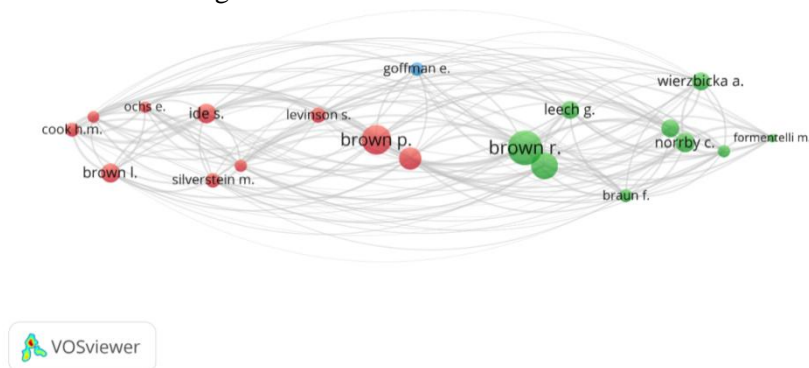 goffman e.
wierzbicka a.
ochs e.
ide s.
levinson s.
leech g.
cook h.m.
brown p.
brown r.
norrby c.
formentelli m
brown l.
silverstein m.
braun f.
VOSviewer